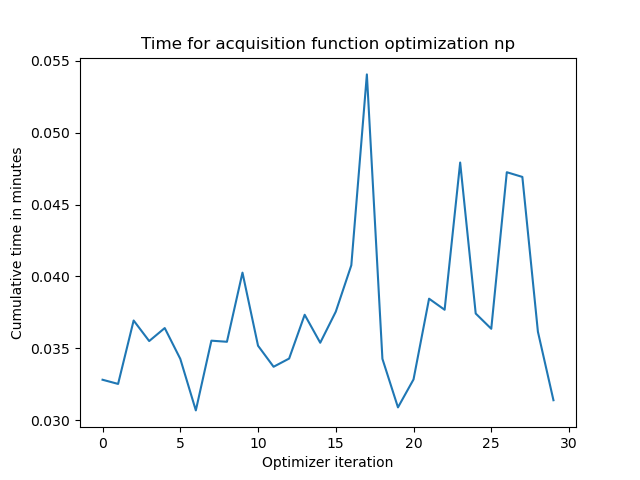 Time for acquisition function optimization np
0.055
0.050
0.045
0.040
0.035
0.030
Cumulative time in minutes
0 5 10 15 20 25 30
Optimizer iteration